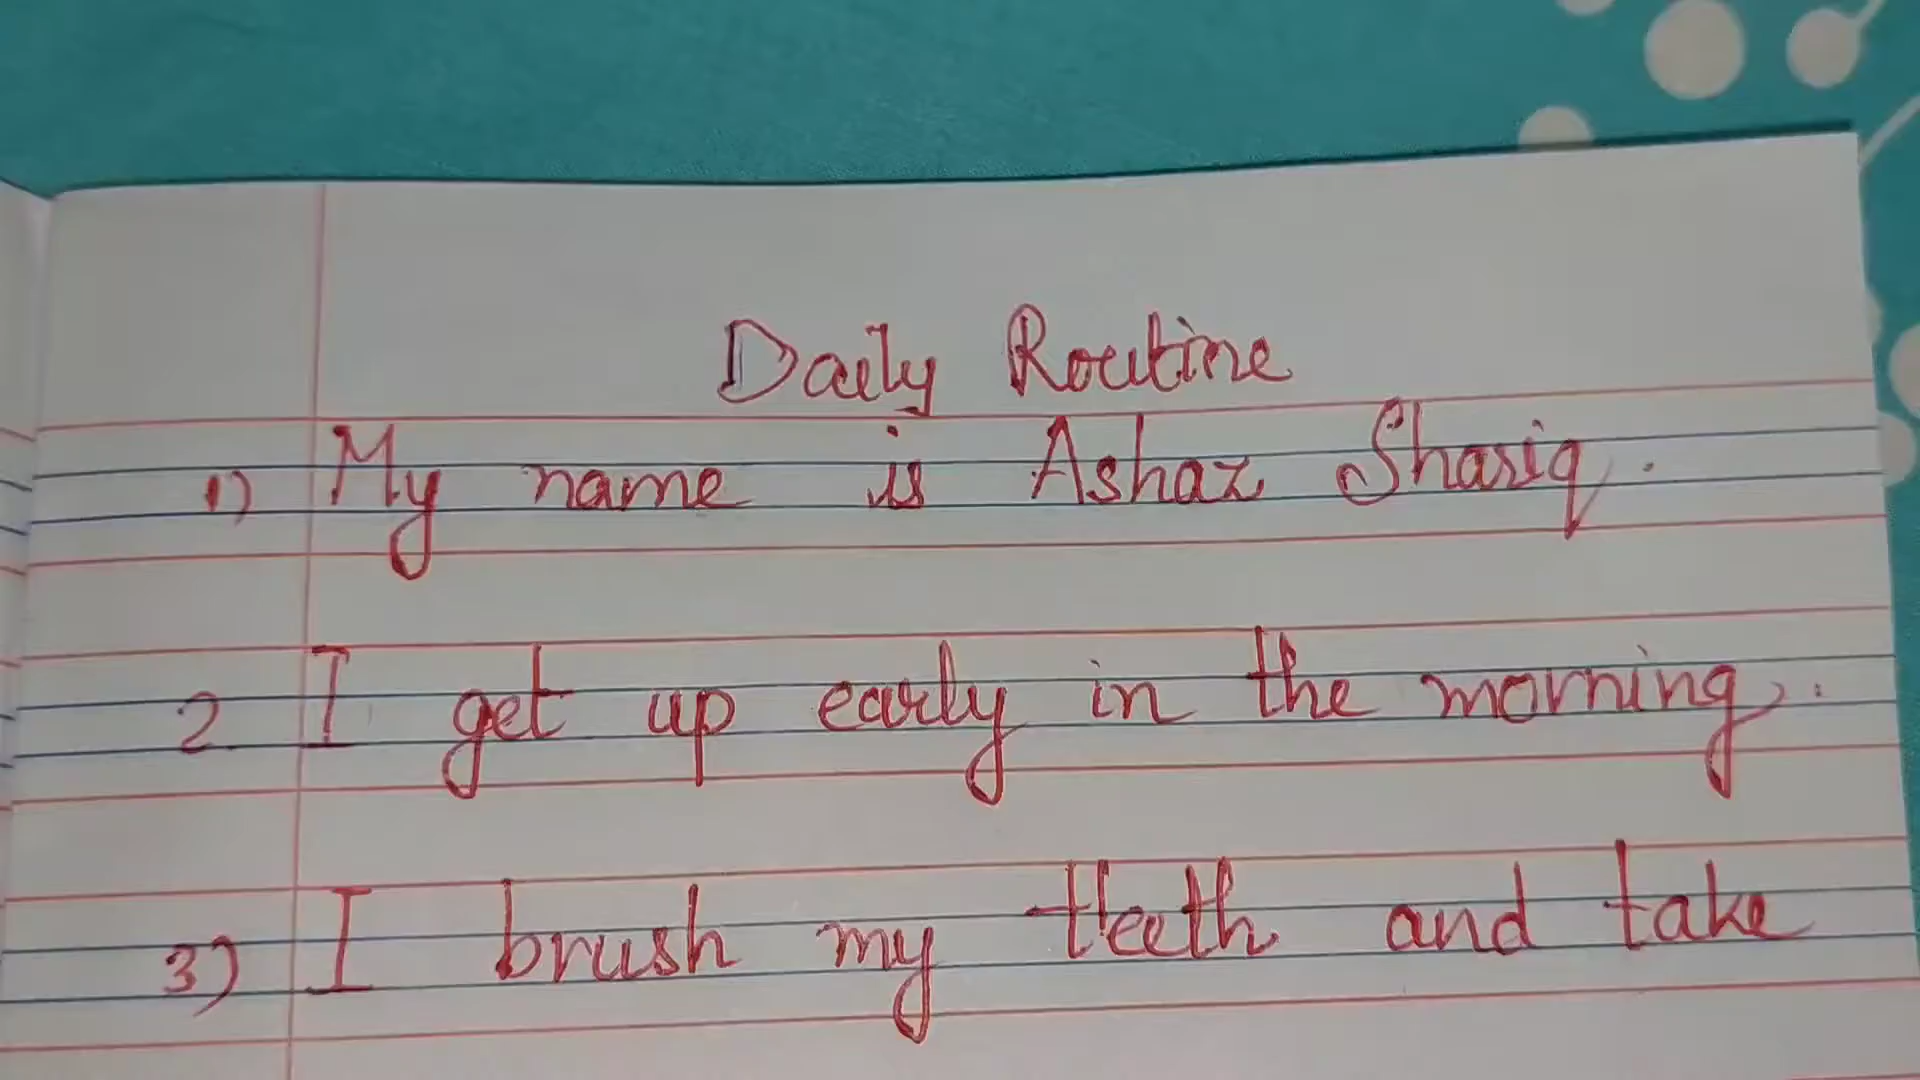 Daily Routine
1) My name is Ashaz Shariq.
2. I get up early in the morning.
3) I brush my teeth and take